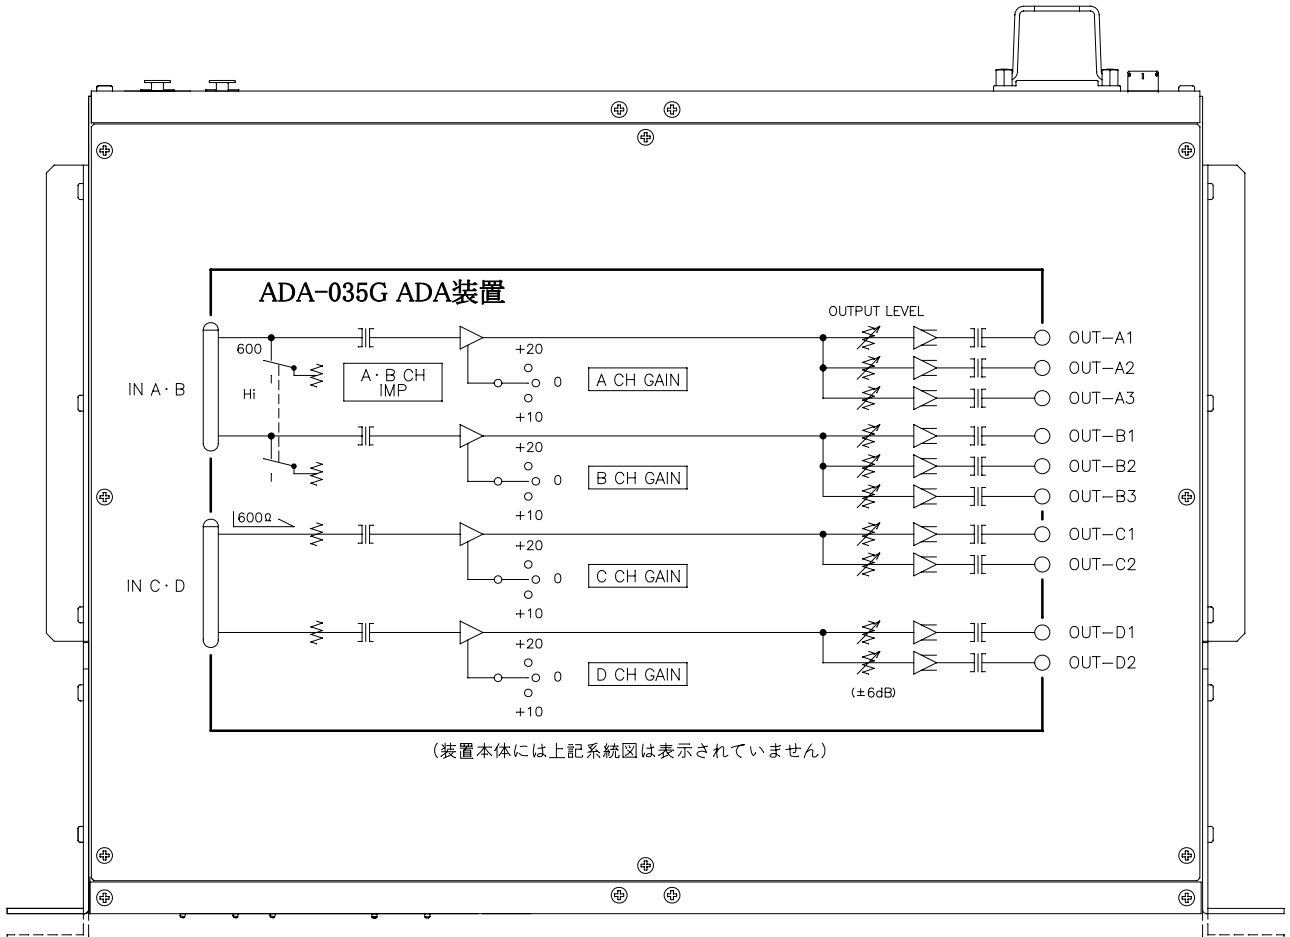 ADA-035G ADA装置
OUTPUT LEVEL
IN A・B
600
Hi
A・B CH
IMP
+20
0
+10
A CH GAIN
OUT-A1
OUT-A2
OUT-A3
+20
0
+10
B CH GAIN
OUT-B1
OUT-B2
OUT-B3
IN C・D
600Ω
+20
0
+10
C CH GAIN
OUT-C1
OUT-C2
+20
0
+10
D CH GAIN
OUT-D1
OUT-D2
(±6dB)
(装置本体には上記系統図は表示されていません)